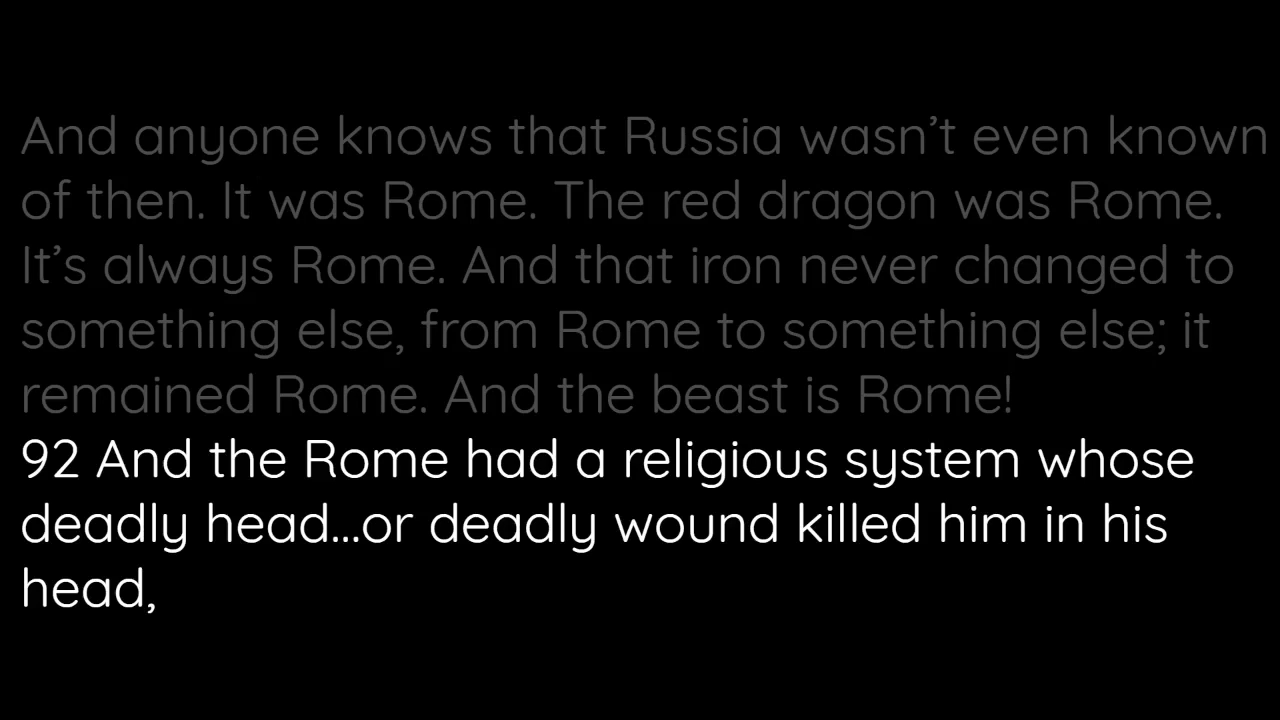 And anyone knows that Russia wasn’t even known
of then. It was Rome. The red dragon was Rome.
It’s always Rome. And that iron never changed to
something else, from Rome to something else; it
remained Rome. And the beast is Rome!
92 And the Rome had a religious system whose
deadly head...or deadly wound killed him in his
head,